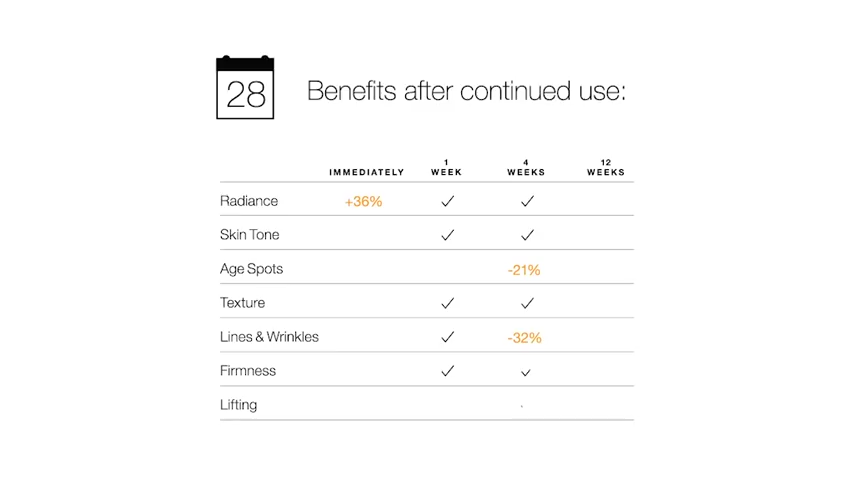 28
Benefits after continued use:
IMMEDIATELY 1 WEEK 4 WEEKS 12 WEEKS
Radiance +36% ✓ ✓
Skin Tone ✓ ✓
Age Spots -21%
Texture ✓ ✓
Lines & Wrinkles ✓ -32%
Firmness ✓ ✓
Lifting